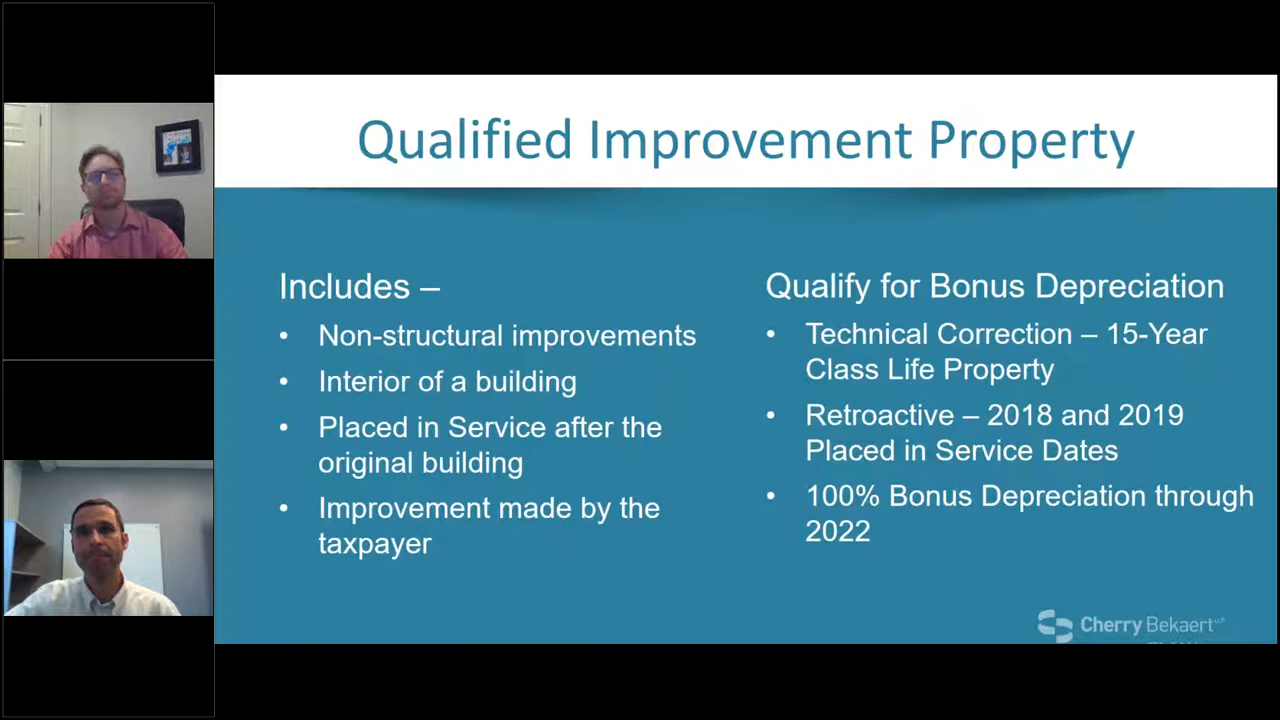 Qualified Improvement Property
Includes –
• Non-structural improvements
• Interior of a building
• Placed in Service after the
original building
• Improvement made by the
taxpayer
Qualify for Bonus Depreciation
• Technical Correction – 15-Year
Class Life Property
• Retroactive – 2018 and 2019
Placed in Service Dates
• 100% Bonus Depreciation through
2022
Cherry Bekaert LLP